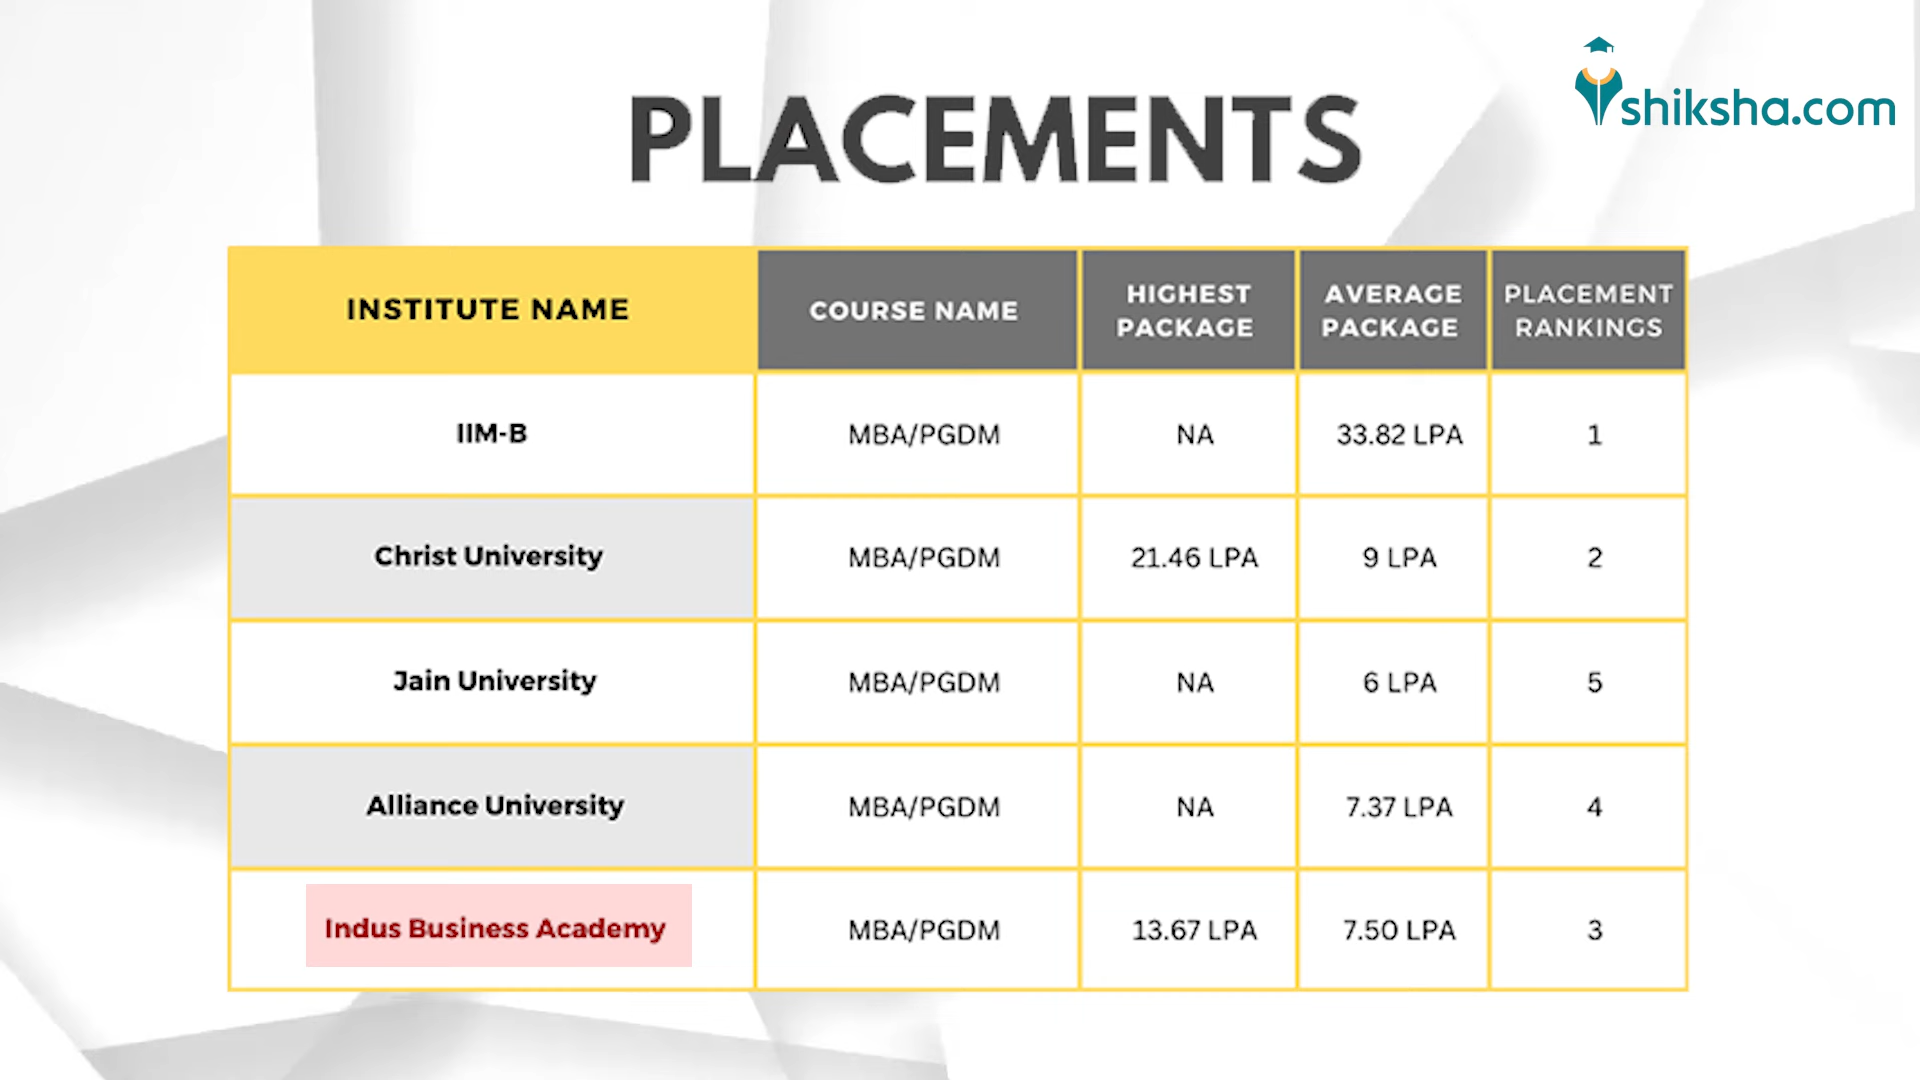 shiksha.com
PLACEMENTS
INSTITUTE NAME COURSE NAME HIGHEST PACKAGE AVERAGE PACKAGE PLACEMENT RANKINGS
IIM-B MBA/PGDM NA 33.82 LPA 1
Christ University MBA/PGDM 21.46 LPA 9 LPA 2
Jain University MBA/PGDM NA 6 LPA 5
Alliance University MBA/PGDM NA 7.37 LPA 4
Indus Business Academy MBA/PGDM 13.67 LPA 7.50 LPA 3